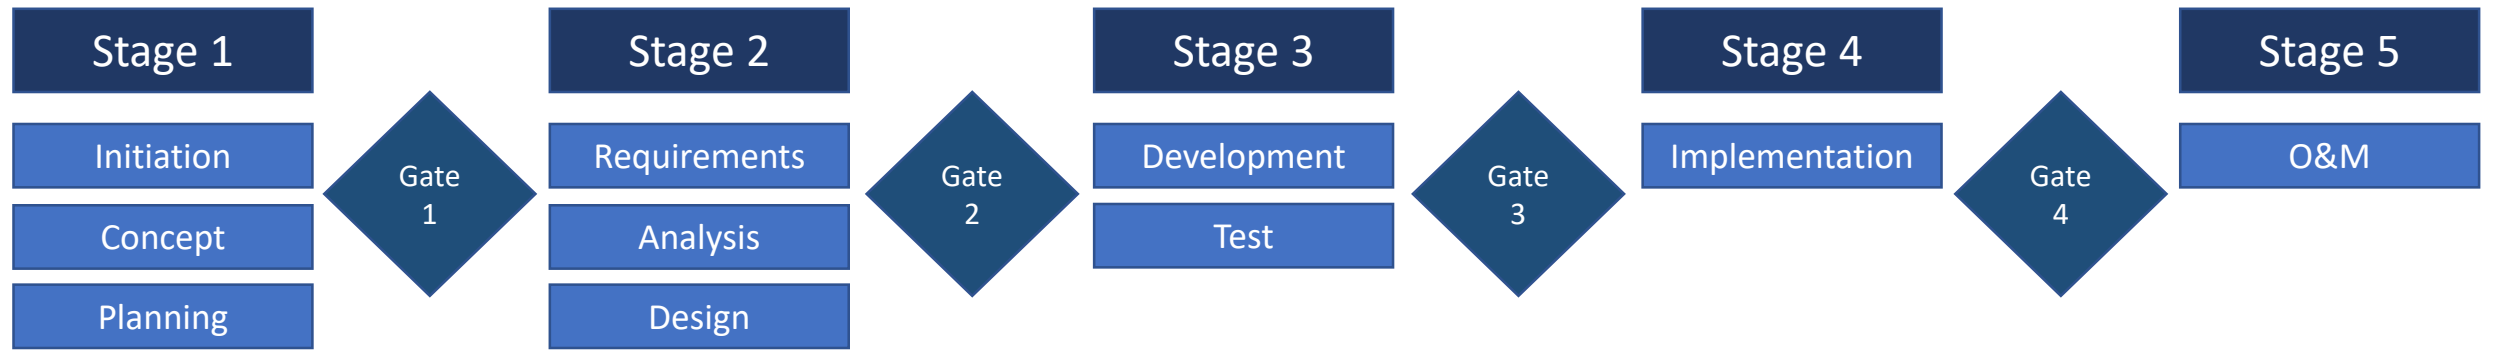 Stage 1
Initiation
Concept
Planning
Gate
1
Stage 2
Requirements
Analysis
Design
Gate
2
Stage 3
Development
Test
Gate
3
Stage 4
Implementation
Gate
4
Stage 5
O&M